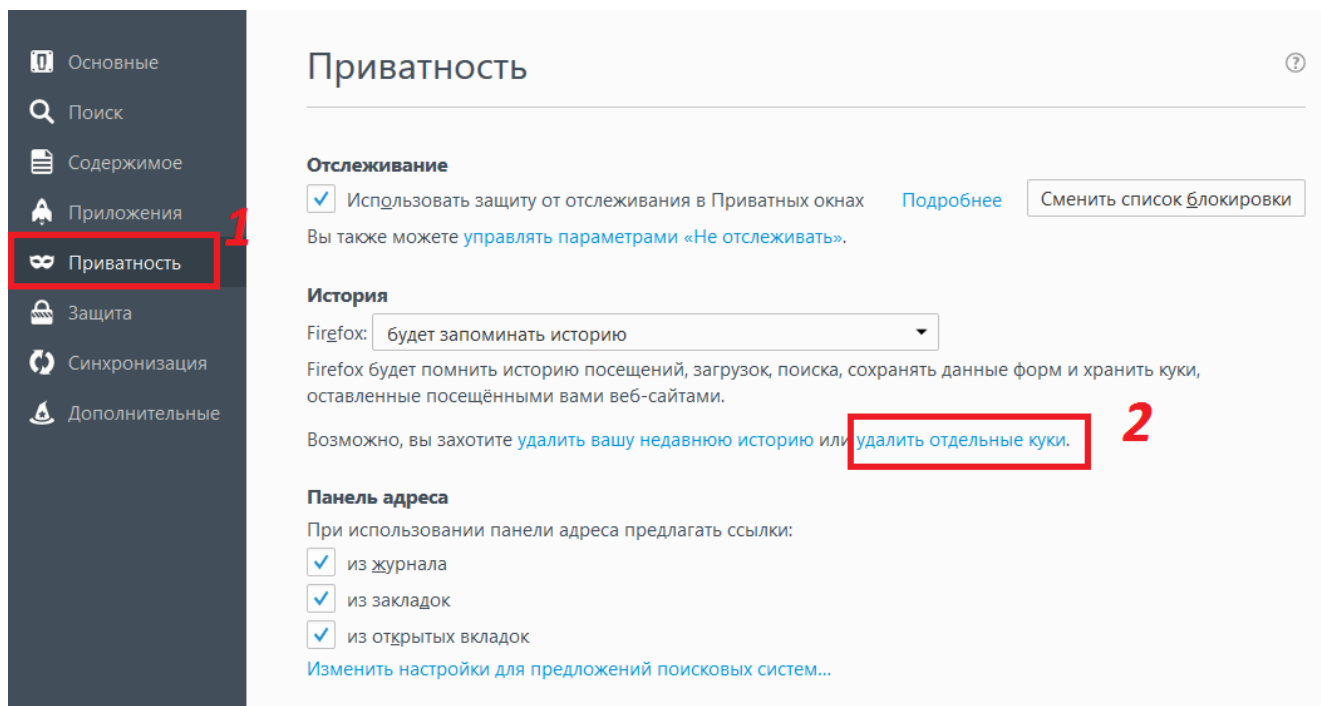 Основные
Поиск
Содержимое
Приложения
1
Приватность
Защита
Синхронизация
Дополнительные
Приватность
?
Отслеживание
Использовать защиту от отслеживания в Приватных окнах Подробнее Сменить список блокировки
Вы также можете управлять параметрами «Не отслеживать».
История
Firefox: будет запоминать историю
Firefox будет помнить историю посещений, загрузок, поиска, сохранять данные форм и хранить куки,
оставленные посещёнными вами веб-сайтами.
Возможно, вы захотите удалить вашу недавнюю историю или удалить отдельные куки.
2
Панель адреса
При использовании панели адреса предлагать ссылки:
из журнала
из закладок
из открытых вкладок
Изменить настройки для предложений поисковых систем...